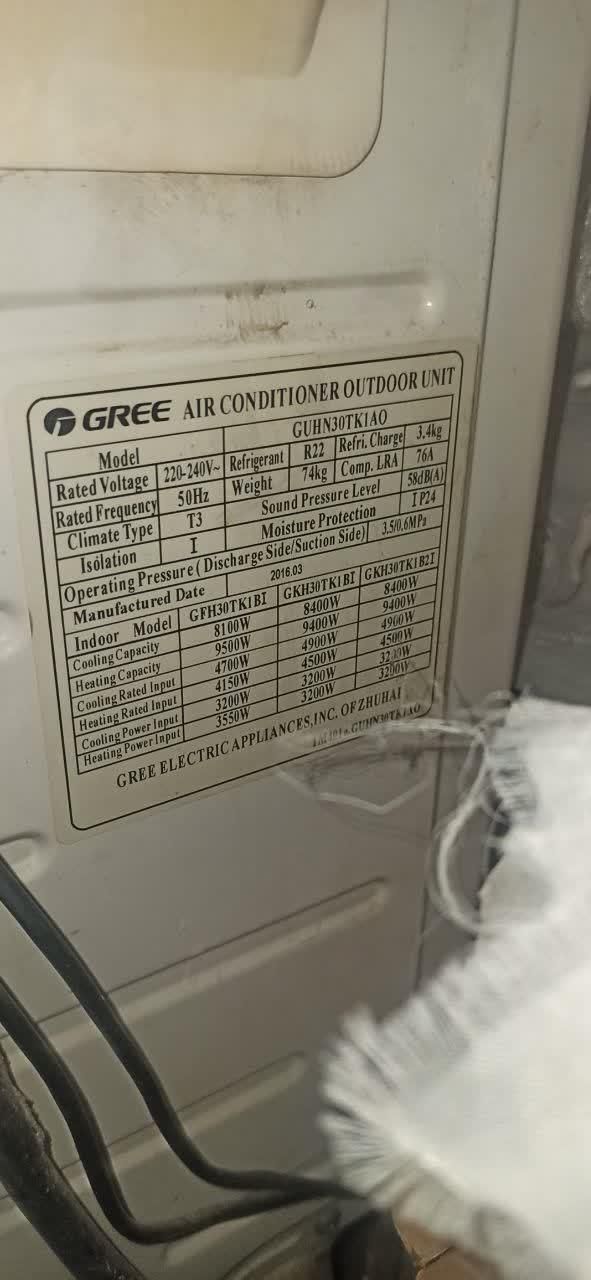 GREE AIR CONDITIONER OUTDOOR UNIT
Model GUHN30TK1AO
Rated Voltage 220-240V~ Refrigerant R22 Refri. Charge 3.4kg
Rated Frequency 50Hz Weight 74kg Comp. LRA 76A
Climate Type T3 Sound Pressure Level 58dB(A)
Isolation I Moisture Protection IP24
Operating Pressure (Discharge Side/Suction Side) 3.5/0.6MPa
Manufactured Date 2016.03
Indoor Model GFH30TK1BI GKH30TK1BI GKH30TK1B2I
Cooling Capacity 8100W 8400W 8400W
Heating Capacity 9500W 9400W 9400W
Cooling Rated Input 4700W 4900W 4900W
Heating Rated Input 4150W 4500W 4500W
Cooling Power Input 3200W 3200W 3200W
Heating Power Input 3550W 3200W 3200W
GREE ELECTRIC APPLIANCES,INC. OF ZHUHAI
GUHN30TK1AO